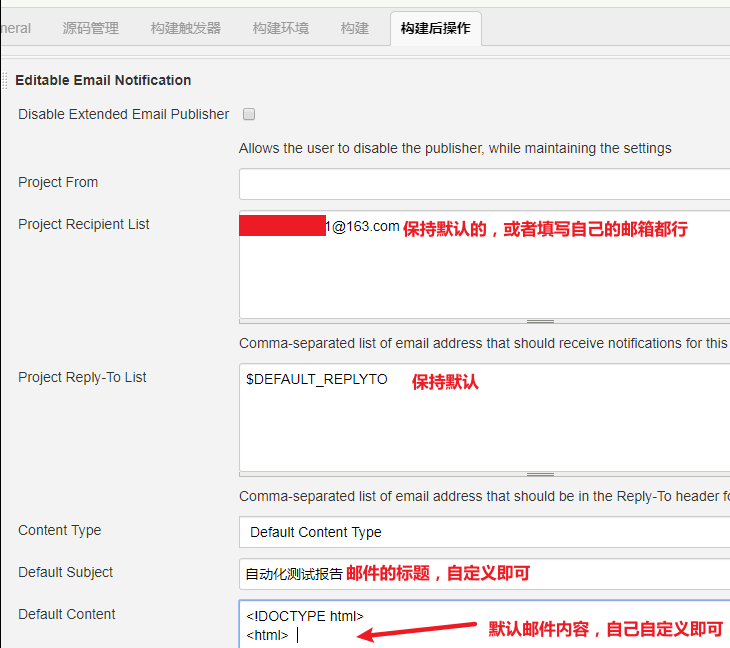 neral 源码管理 构建触发器 构建环境 构建 构建后操作
Editable Email Notification
Disable Extended Email Publisher
Allows the user to disable the publisher, while maintaining the settings
Project From
Project Recipient List 1@163.com 保持默认的，或者填写自己的邮箱都行
Comma-separated list of email address that should receive notifications for this
Project Reply-To List $DEFAULT_REPLYTO 保持默认
Comma-separated list of email address that should be in the Reply-To header fo
Content Type Default Content Type
Default Subject 自动化测试报告 邮件的标题，自定义即可
Default Content <!DOCTYPE html>
<html> 默认邮件内容，自己自定义即可